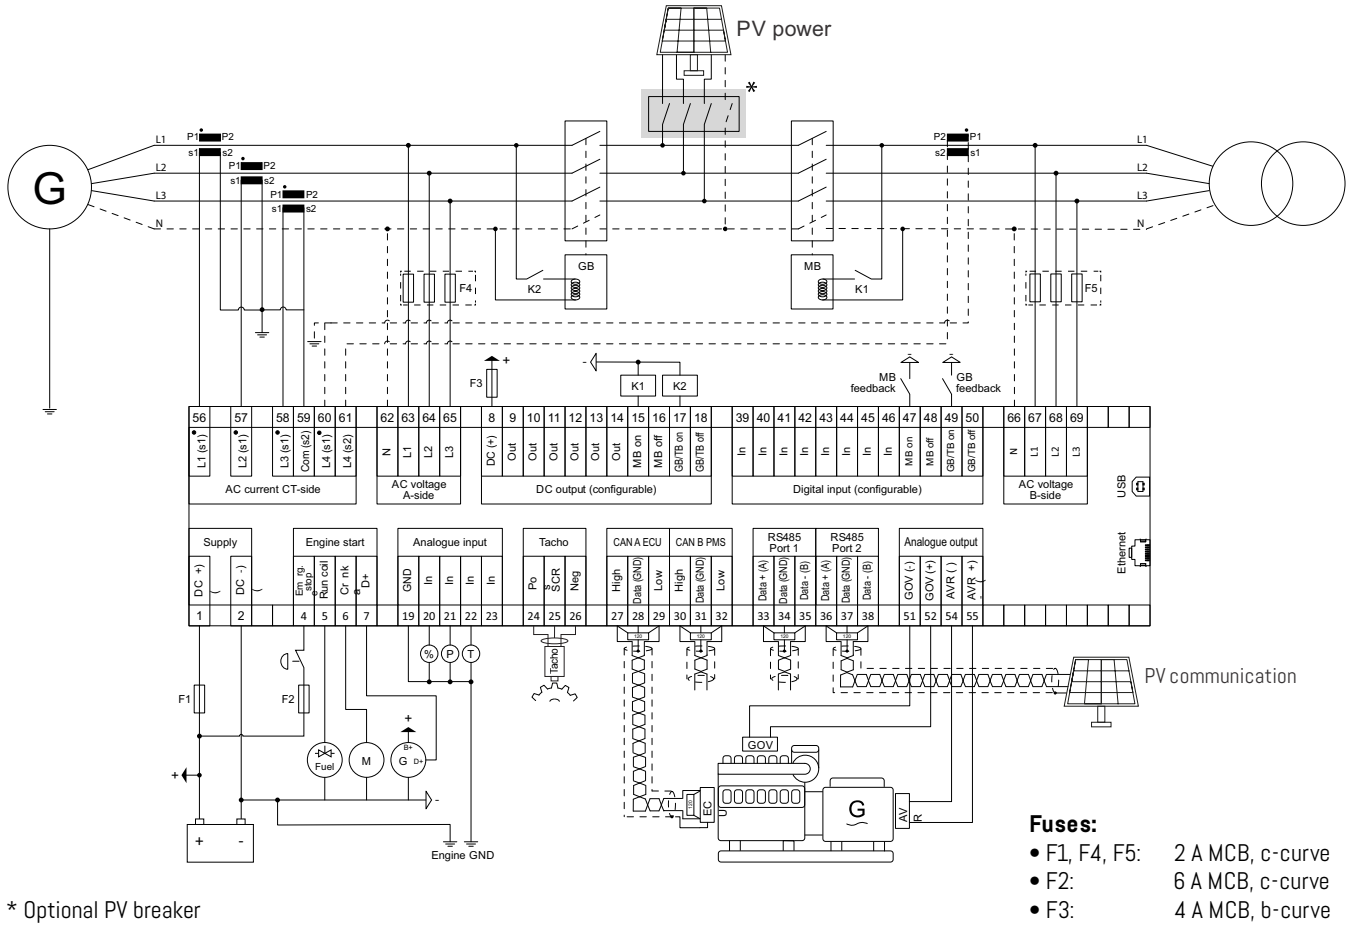 PV power
*
P1 P2
P2 P1
L1
s1 s2
s2 s1
L1
P1 P2
L2
s1 s2
L2
G
P1 P2
L3
s1 s2
L3
N
N
GB
MB
F4
K2
K1
F5
+
-
F3
K1
K2
MB feedback
GB feedback
56 57 58 59 60 61 62 63 64 65 8 9 10 11 12 13 14 15 16 17 18 39 40 41 42 43 44 45 46 47 48 49 50 66 67 68 69
L1 (s1)
L2 (s1)
L3 (s1)
Com (s2)
L4 (s1)
L4 (s2)
N
L1
L2
L3
DC (+)
Out
Out
Out
Out
Out
Out
MB on
MB off
GB/TB on
GB/TB off
In
In
In
In
In
In
In
In
MB on
MB off
GB/TB on
GB/TB off
N
L1
L2
L3
AC current CT-side
AC voltage
A-side
DC output (configurable)
Digital input (configurable)
AC voltage
B-side
USB
Ethernet
Supply
Engine start
Analogue input
Tacho
CAN A ECU
CAN B PMS
RS485
Port 1
RS485
Port 2
Analogue output
DC +)
(
DC -)
(
Em rg.
stop
e
Run coil
Cr nk
a
D+
GND
In
In
In
In
Po
s
SCR
Neg
High
Data (GND)
Low
High
Data (GND)
Low
Data + (A)
Data (GND)
Data - (B)
Data + (A)
Data (GND)
Data - (B)
GOV (-)
GOV (+)
AVR (-)
AVR +)
(
1 2 4 5 6 7 19 20 21 22 23 24 25 26 27 28 29 30 31 32 33 34 35 36 37 38 51 52 54 55
120
120
120
120
% P T
Tacho
PV communication
F1
F2
+
B+
G D+
Fuel
M
GOV
+
-
120
EC
U
G
AV
R
+ -
Engine GND
Fuses:
• F1, F4, F5: 2 A MCB, c-curve
• F2: 6 A MCB, c-curve
• F3: 4 A MCB, b-curve
* Optional PV breaker